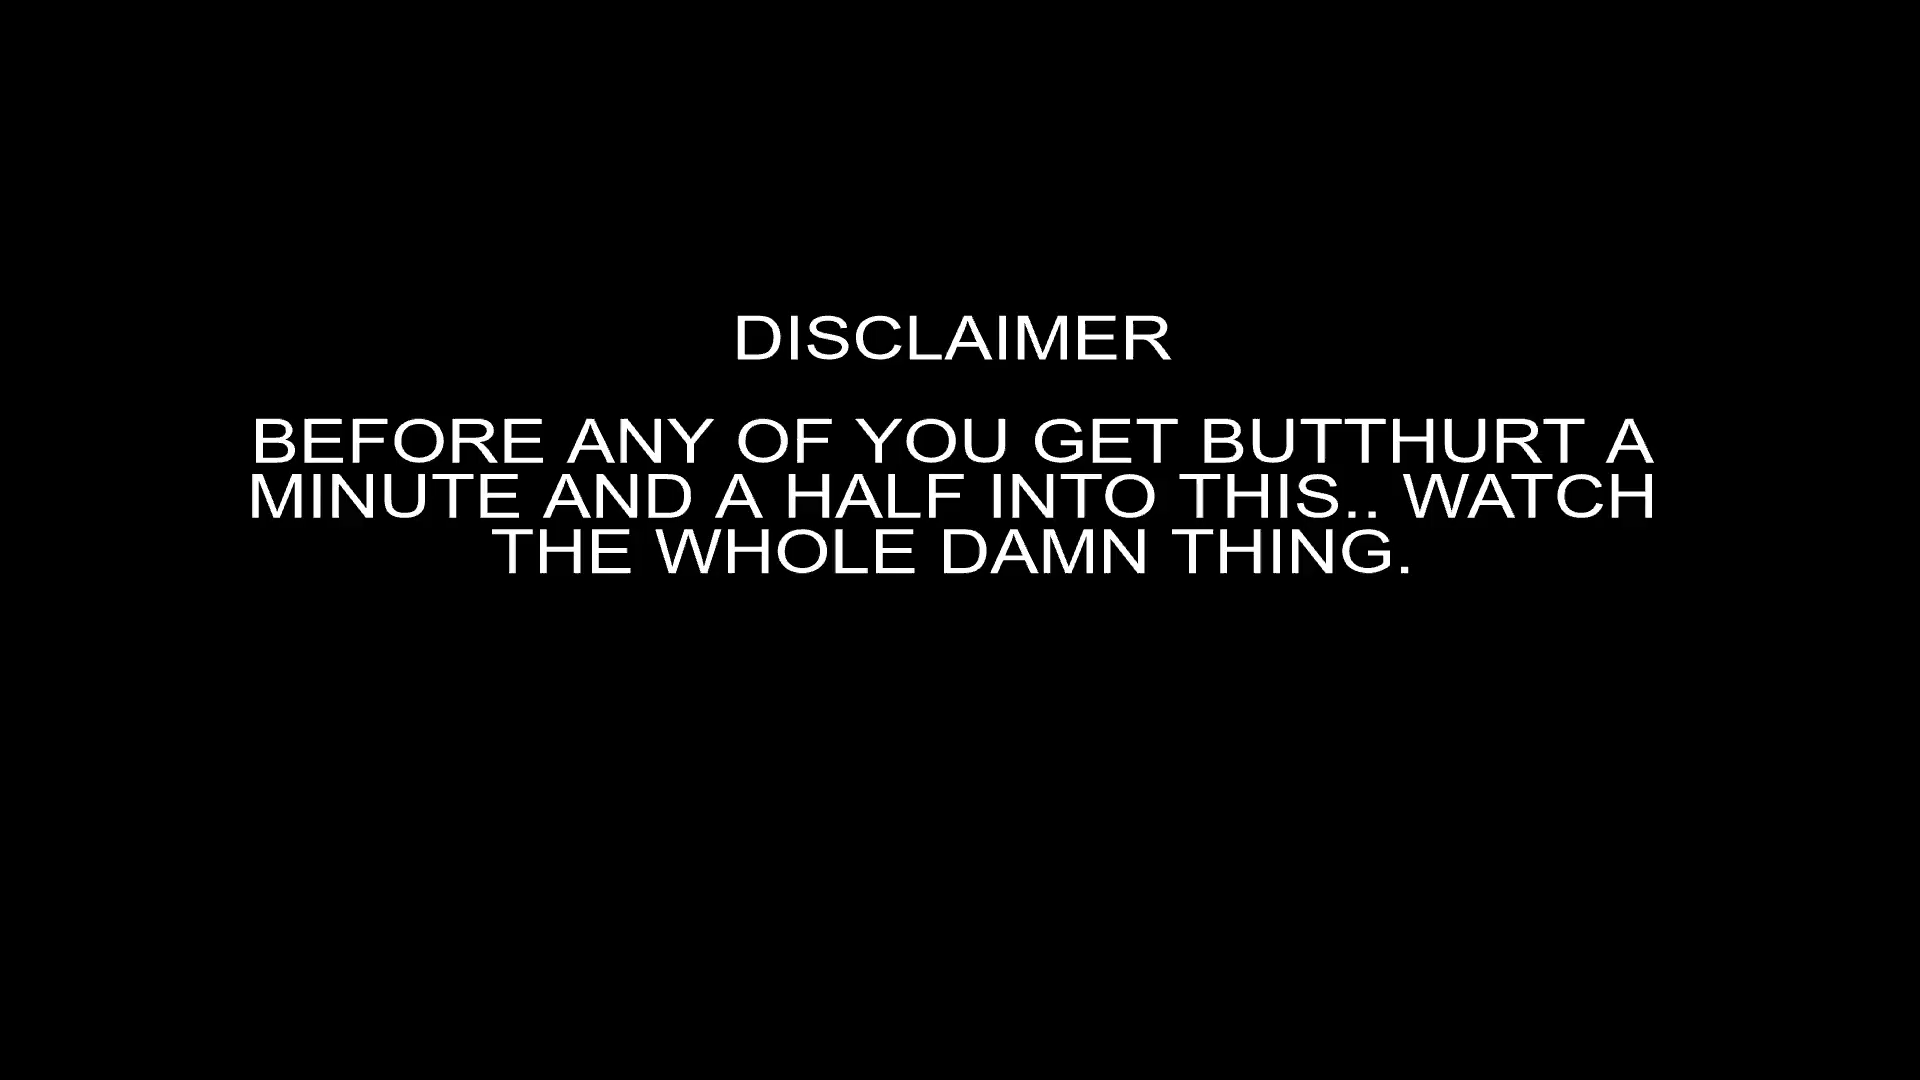 DISCLAIMER
BEFORE ANY OF YOU GET BUTTHURT A
MINUTE AND A HALF INTO THIS.. WATCH
THE WHOLE DAMN THING.